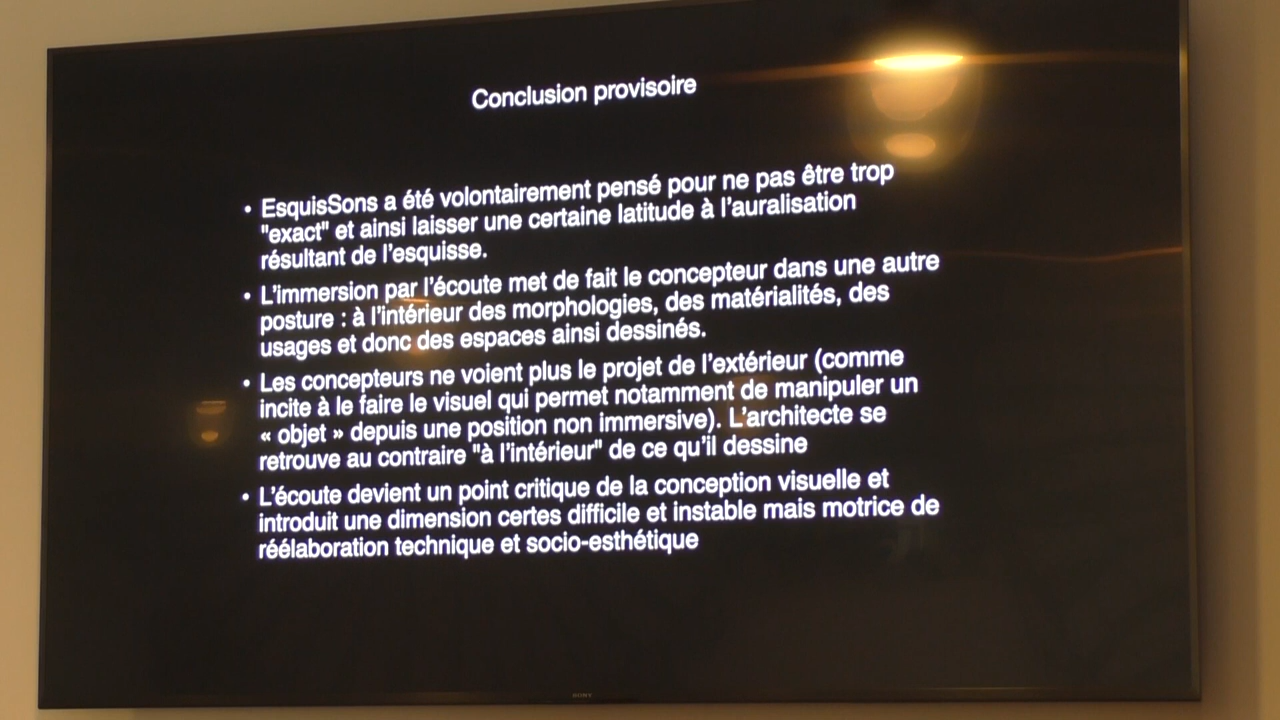 Conclusion provisoire
• EsquisSons a été volontairement pensé pour ne pas être trop
"exact" et ainsi laisser une certaine latitude à l'auralisation
résultant de l'esquisse.
• L'immersion par l'écoute met de fait le concepteur dans une autre
posture : à l'intérieur des morphologies, des matérialités, des
usages et donc des espaces ainsi dessinés.
• Les concepteurs ne voient plus le projet de l'extérieur (comme
incite à le faire le visuel qui permet notamment de manipuler un
« objet » depuis une position non immersive). L'architecte se
retrouve au contraire "à l'intérieur" de ce qu'il dessine
• L'écoute devient un point critique de la conception visuelle et
introduit une dimension certes difficile et instable mais motrice de
réélaboration technique et socio-esthétique
SONY